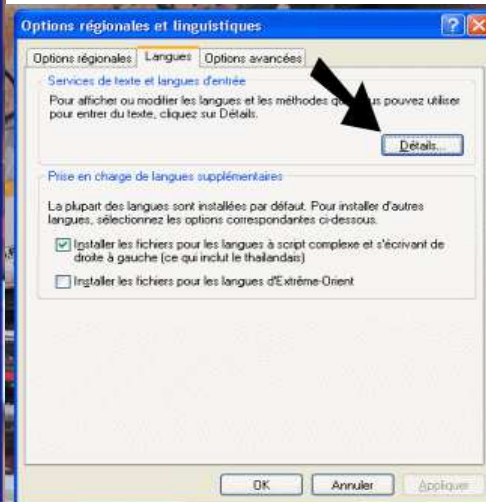 Options régionales et linguistiques
Options régionales Langues Options avancées
Services de texte et langues d'entrée
Pour afficher ou modifier les langues et les méthodes que vous pouvez utiliser
pour entrer du texte, cliquez sur Détails.
Détails...
Prise en charge de langues supplémentaires
La plupart des langues sont installées par défaut. Pour installer d'autres
langues, sélectionnez les options correspondantes ci-dessous.
Installer les fichiers pour les langues à script complexe et s'écrivant de
droite à gauche (ce qui inclut le thaïlandais)
Installer les fichiers pour les langues d'Extrême-Orient
OK Annuler Appliquer